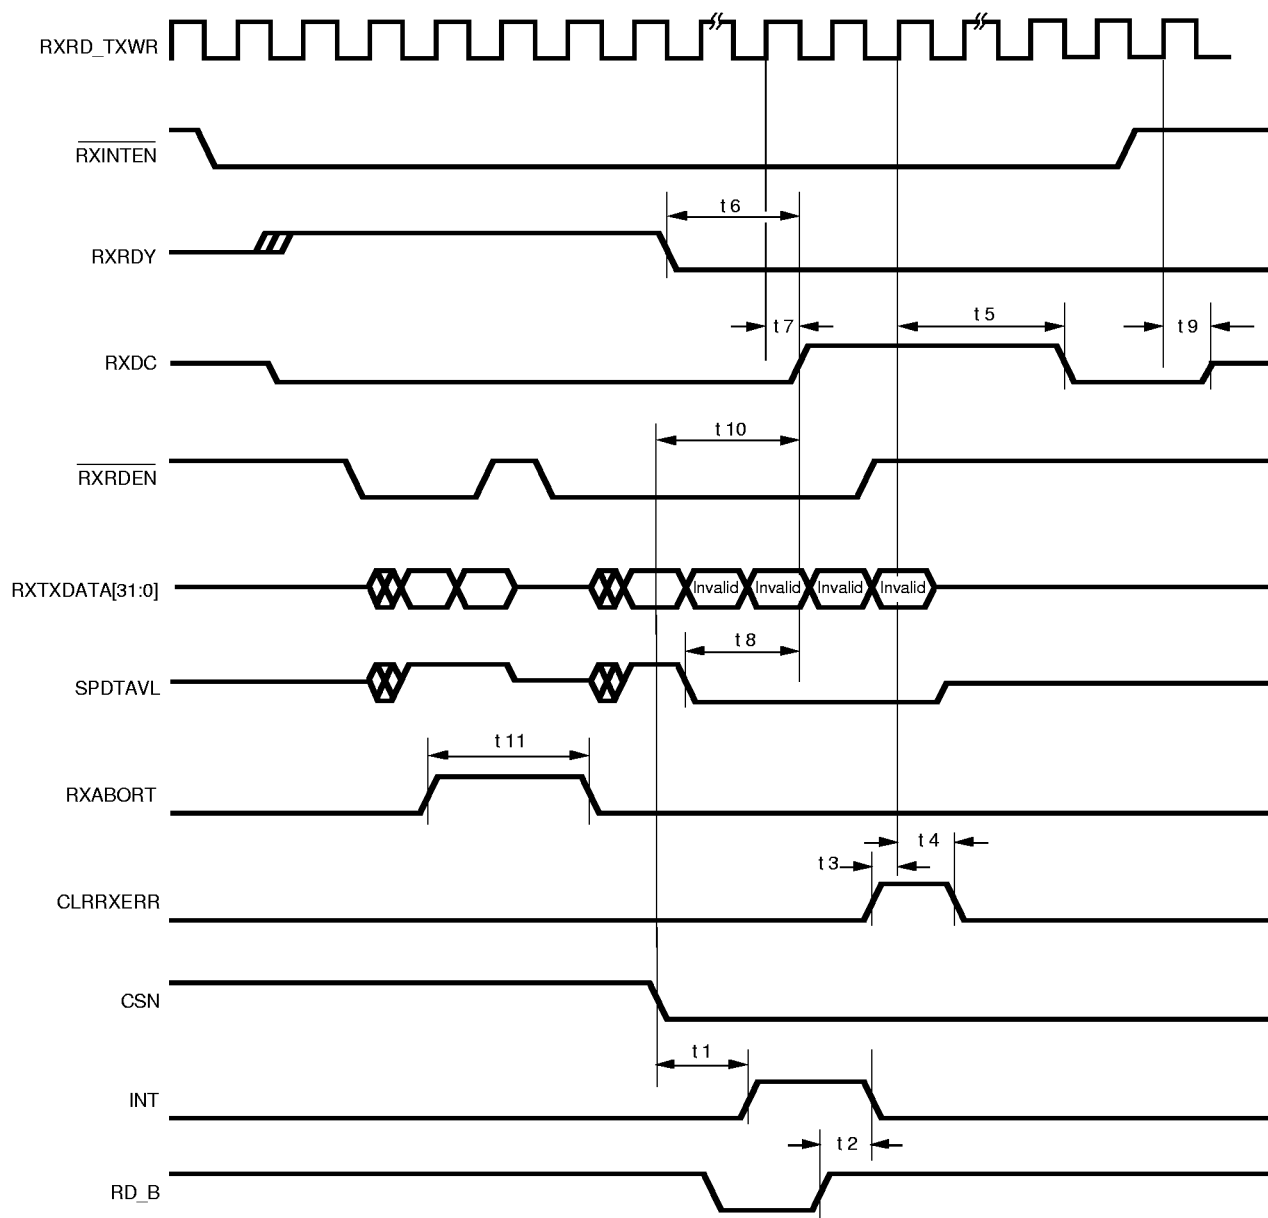 RXRD_TXWR
RXINTEN
t 6
RXRDY
t 7
t 5
t 9
RXDC
t 10
RXRDEN
RXTXDATA[31:0]
Invalid Invalid Invalid Invalid
t 8
SPDTAVL
t 11
RXABORT
t 4
t 3
CLRRXERR
CSN
t 1
INT
t 2
RD_B